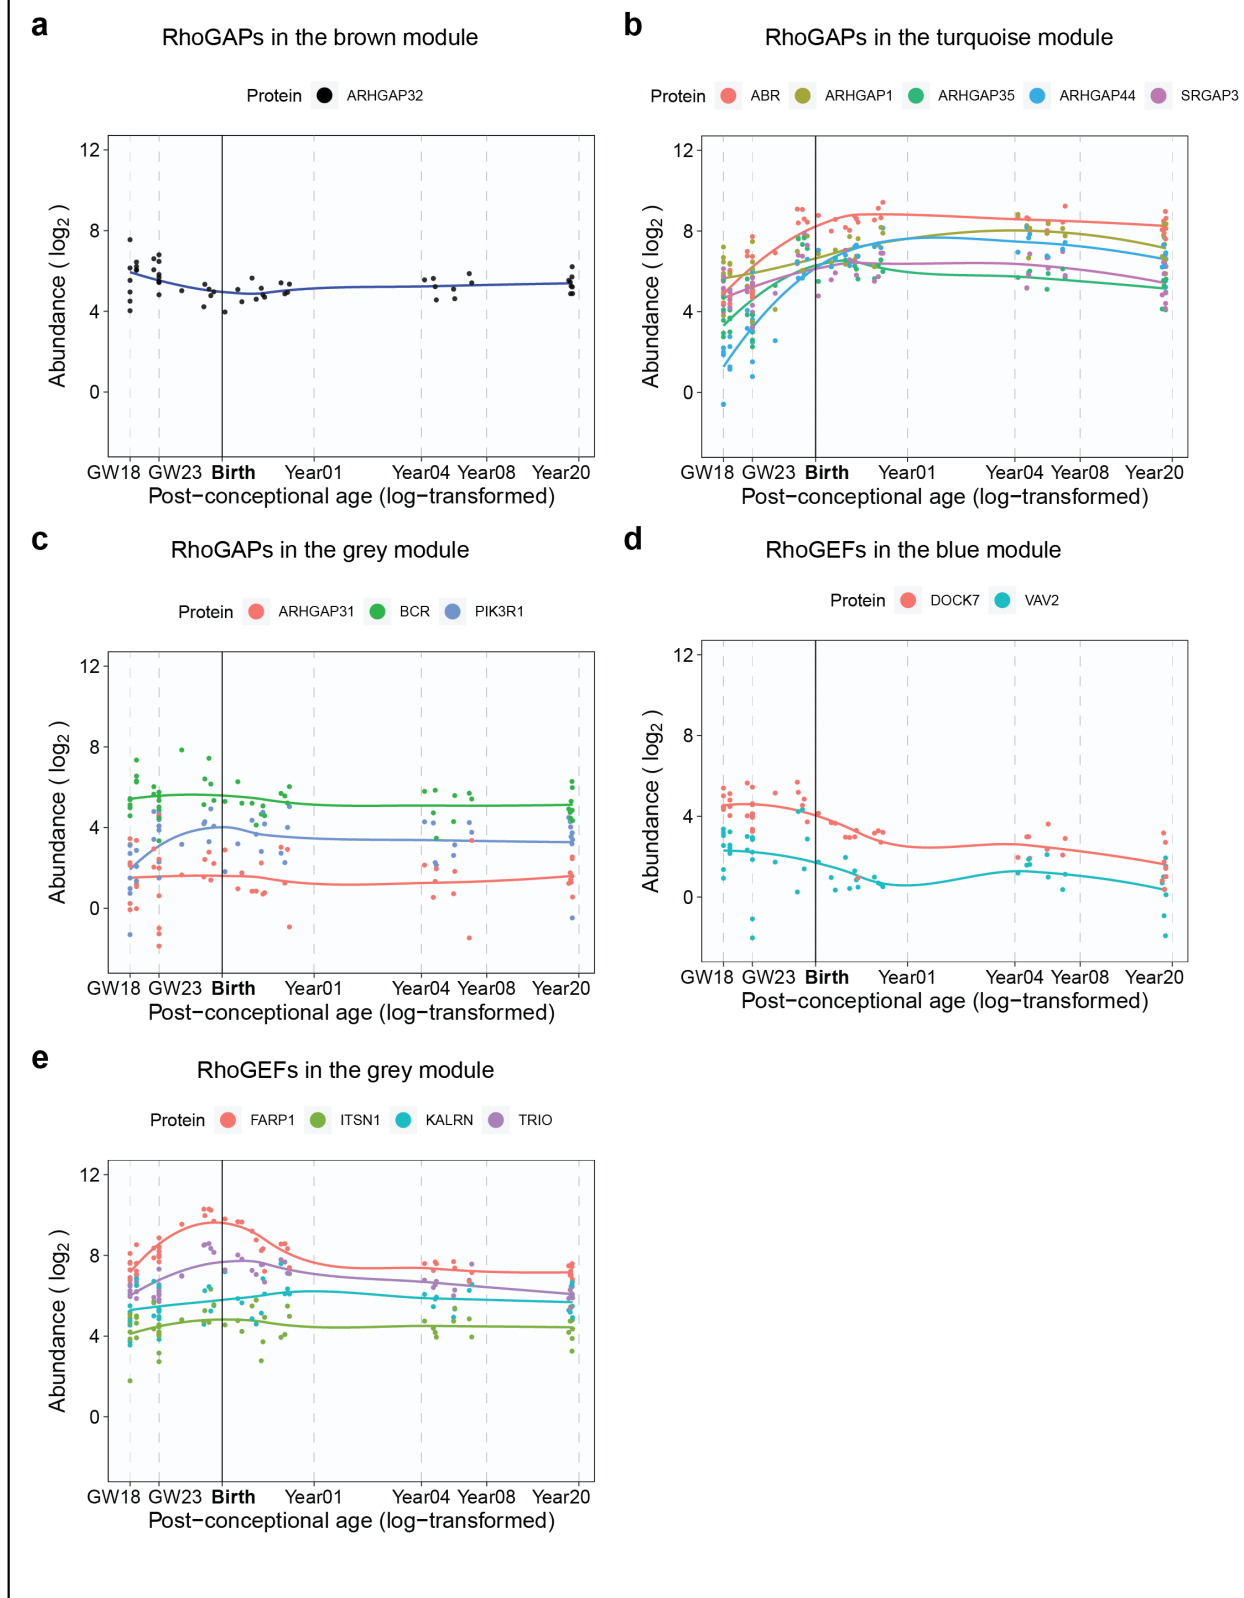 a
RhoGAPs in the brown module
Protein ARHGAP32
12
8
4
0
Abundance ( log2 )
GW18 GW23 Birth Year01 Year04 Year08 Year20
Post−conceptional age (log−transformed)
b
RhoGAPs in the turquoise module
Protein ABR ARHGAP1 ARHGAP35 ARHGAP44 SRGAP3
12
8
4
0
Abundance ( log2 )
GW18 GW23 Birth Year01 Year04 Year08 Year20
Post−conceptional age (log−transformed)
c
RhoGAPs in the grey module
Protein ARHGAP31 BCR PIK3R1
12
8
4
0
Abundance ( log2 )
GW18 GW23 Birth Year01 Year04 Year08 Year20
Post−conceptional age (log−transformed)
d
RhoGEFs in the blue module
Protein DOCK7 VAV2
12
8
4
0
Abundance ( log2 )
GW18 GW23 Birth Year01 Year04 Year08 Year20
Post−conceptional age (log−transformed)
e
RhoGEFs in the grey module
Protein FARP1 ITSN1 KALRN TRIO
12
8
4
0
Abundance ( log2 )
GW18 GW23 Birth Year01 Year04 Year08 Year20
Post−conceptional age (log−transformed)